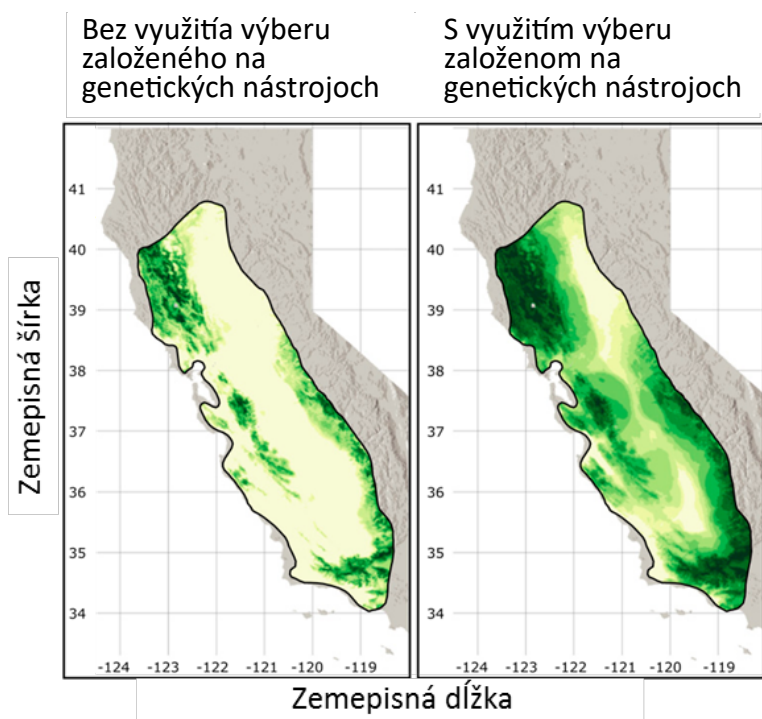 Bez využitía výberu
založeného na
genetických nástrojoch
S využitím výberu
založenom na
genetických nástrojoch
Zemepisná šírka
41
40
39
38
37
36
35
34
-124 -123 -122 -121 -120 -119
41
40
39
38
37
36
35
34
-124 -123 -122 -121 -120 -119
Zemepisná dĺžka